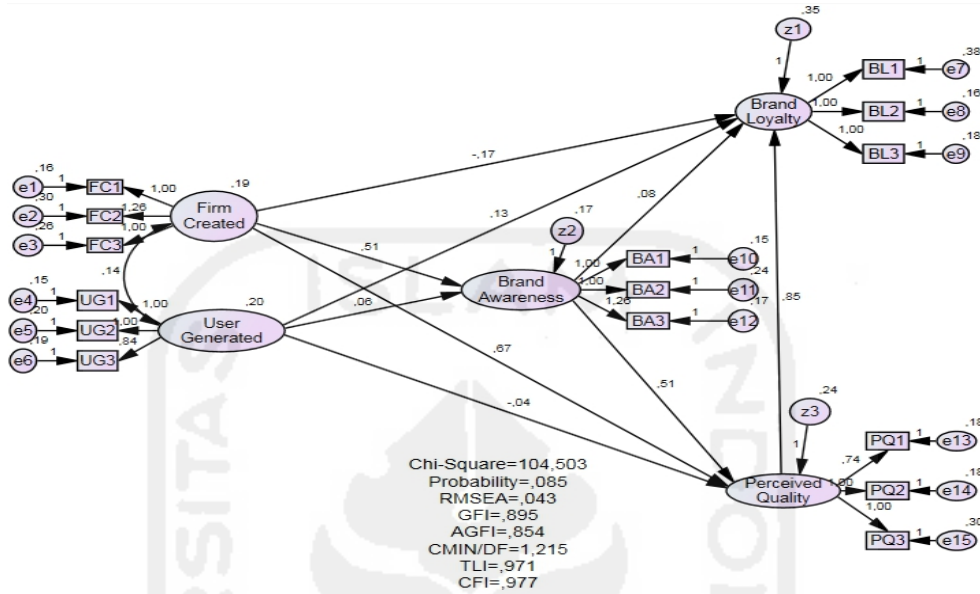 ,35
z1
1
,38
BL1
1
e7
1,00
,16
Brand
Loyalty
1,00
BL2
1
e8
,18
1,00
BL3
1
e9
-,17
,08
,13
,16
e1
1
FC1
1,00
,19
,30
e2
1
FC2
1,26
Firm
Created
,26
e3
1
FC3
1,00
,14
,51
,17
z2
1
,15
1,00
BA1
1
e10
,24
Brand
Awareness
1,00
BA2
1
e11
,17
1,26
BA3
1
e12
,85
,15
e4
1
UG1
1,00
,20
,20
e5
1
UG2
1,00
User
Generated
,06
,19
e6
1
UG3
,84
,67
,51
-,04
,24
z3
1
,18
PQ1
1
e13
,74
,18
Perceived
Quality
1,00
PQ2
1
e14
,30
1,00
PQ3
1
e15
Chi-Square=104,503
Probability=,085
RMSEA=,043
GFI=,895
AGFI=,854
CMIN/DF=1,215
TLI=,971
CFI=,977
ISLAM